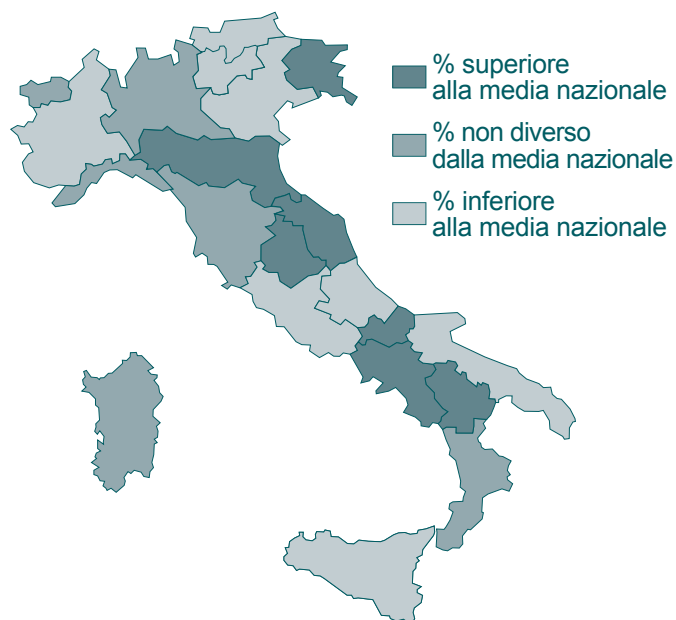 % superiore
alla media nazionale
% non diverso
dalla media nazionale
% inferiore
alla media nazionale